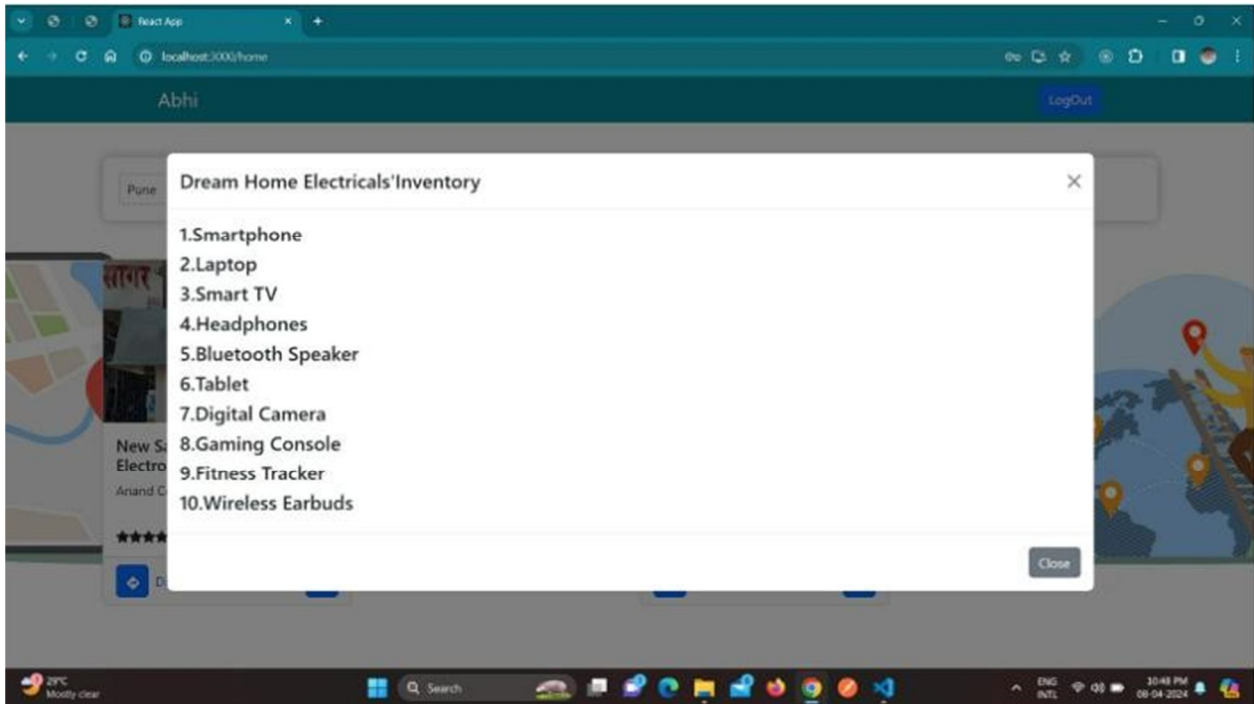 React App
localhost:3000/home
Abhi
LogOut
Pune
Dream Home Electricals'Inventory
1.Smartphone
2.Laptop
3.Smart TV
4.Headphones
5.Bluetooth Speaker
6.Tablet
7.Digital Camera
8.Gaming Console
9.Fitness Tracker
10.Wireless Earbuds
सागर
New Sa
Electro
Anand C
D
Close
29°C
Mostly clear
Search
ENG
INTL
10:48 PM
08-04-2024